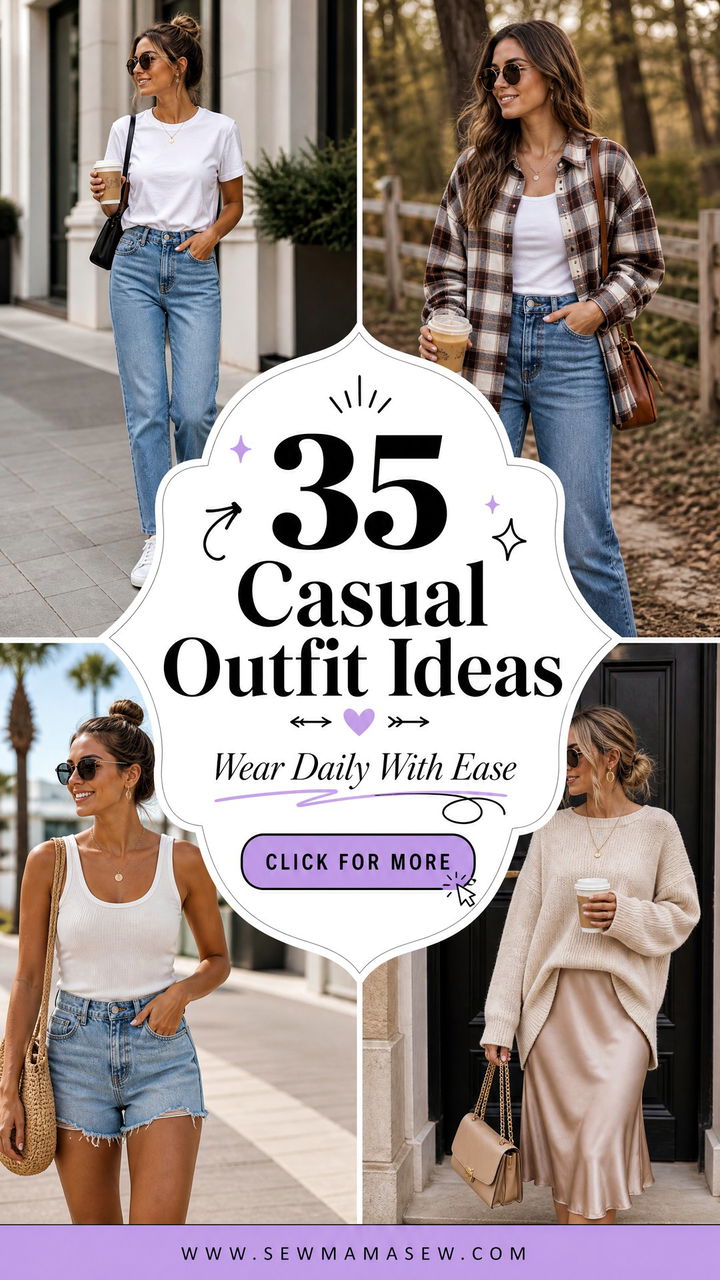 35
Casual
Outfit Ideas
Wear Daily With Ease
CLICK FOR MORE
WWW.SEWMAMASEW.COM